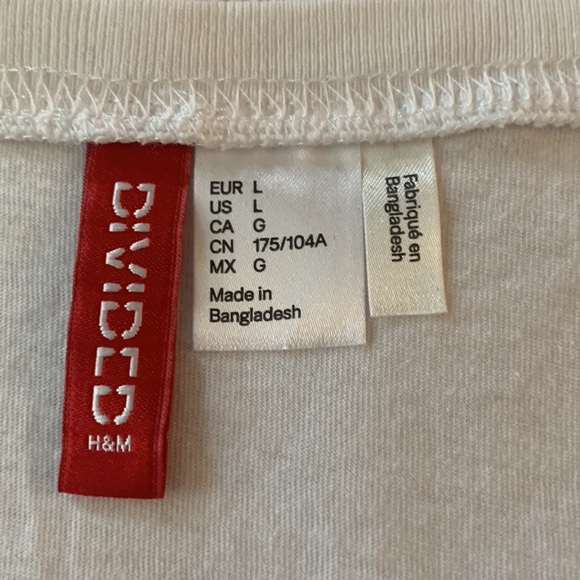 DIVIDED
H&M
EUR L
US L
CA G
CN 175/104A
MX G
Made in
Bangladesh
Fabriqué en
Bangladesh